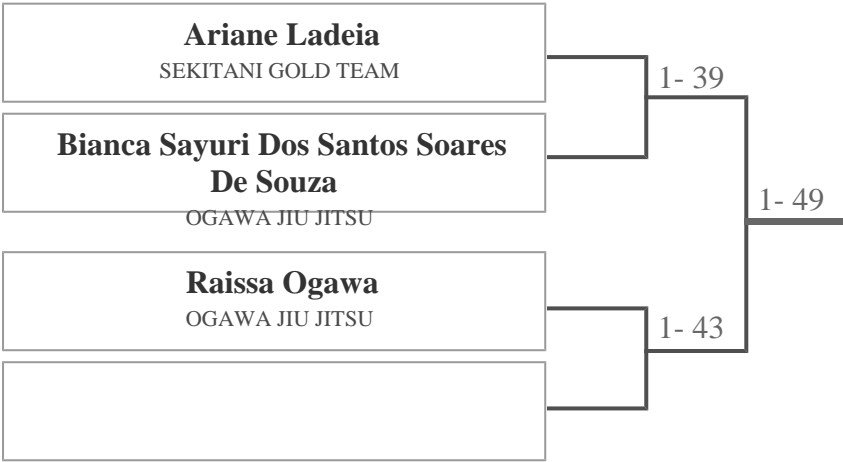 Ariane Ladeia
SEKITANI GOLD TEAM
1- 39
Bianca Sayuri Dos Santos Soares
De Souza
OGAWA JIU JITSU
1- 49
Raissa Ogawa
OGAWA JIU JITSU
1- 43